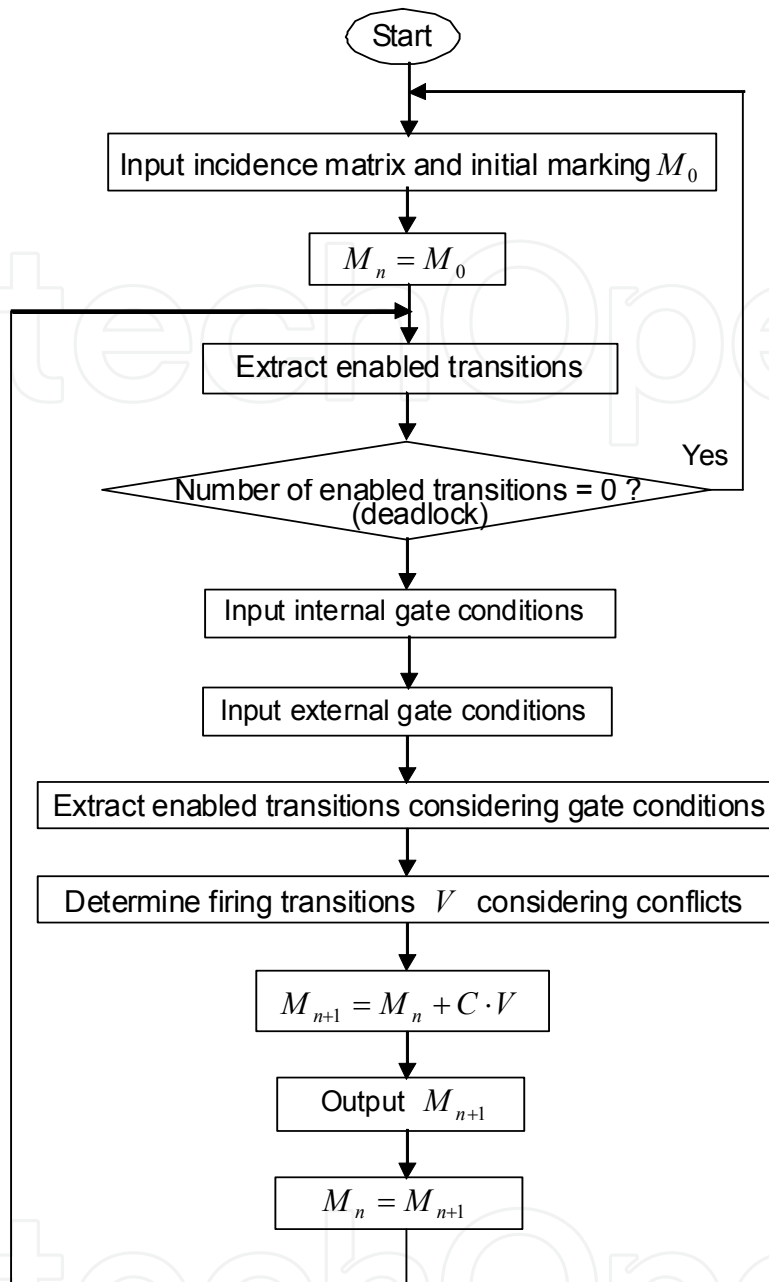 Start
Input incidence matrix and initial marking M₀
Mₙ = M₀
Extract enabled transitions
Yes
Number of enabled transitions = 0 ?
(deadlock)
Input internal gate conditions
Input external gate conditions
Extract enabled transitions considering gate conditions
Determine firing transitions V considering conflicts
Mₙ₊₁ = Mₙ + C · V
Output Mₙ₊₁
Mₙ = Mₙ₊₁